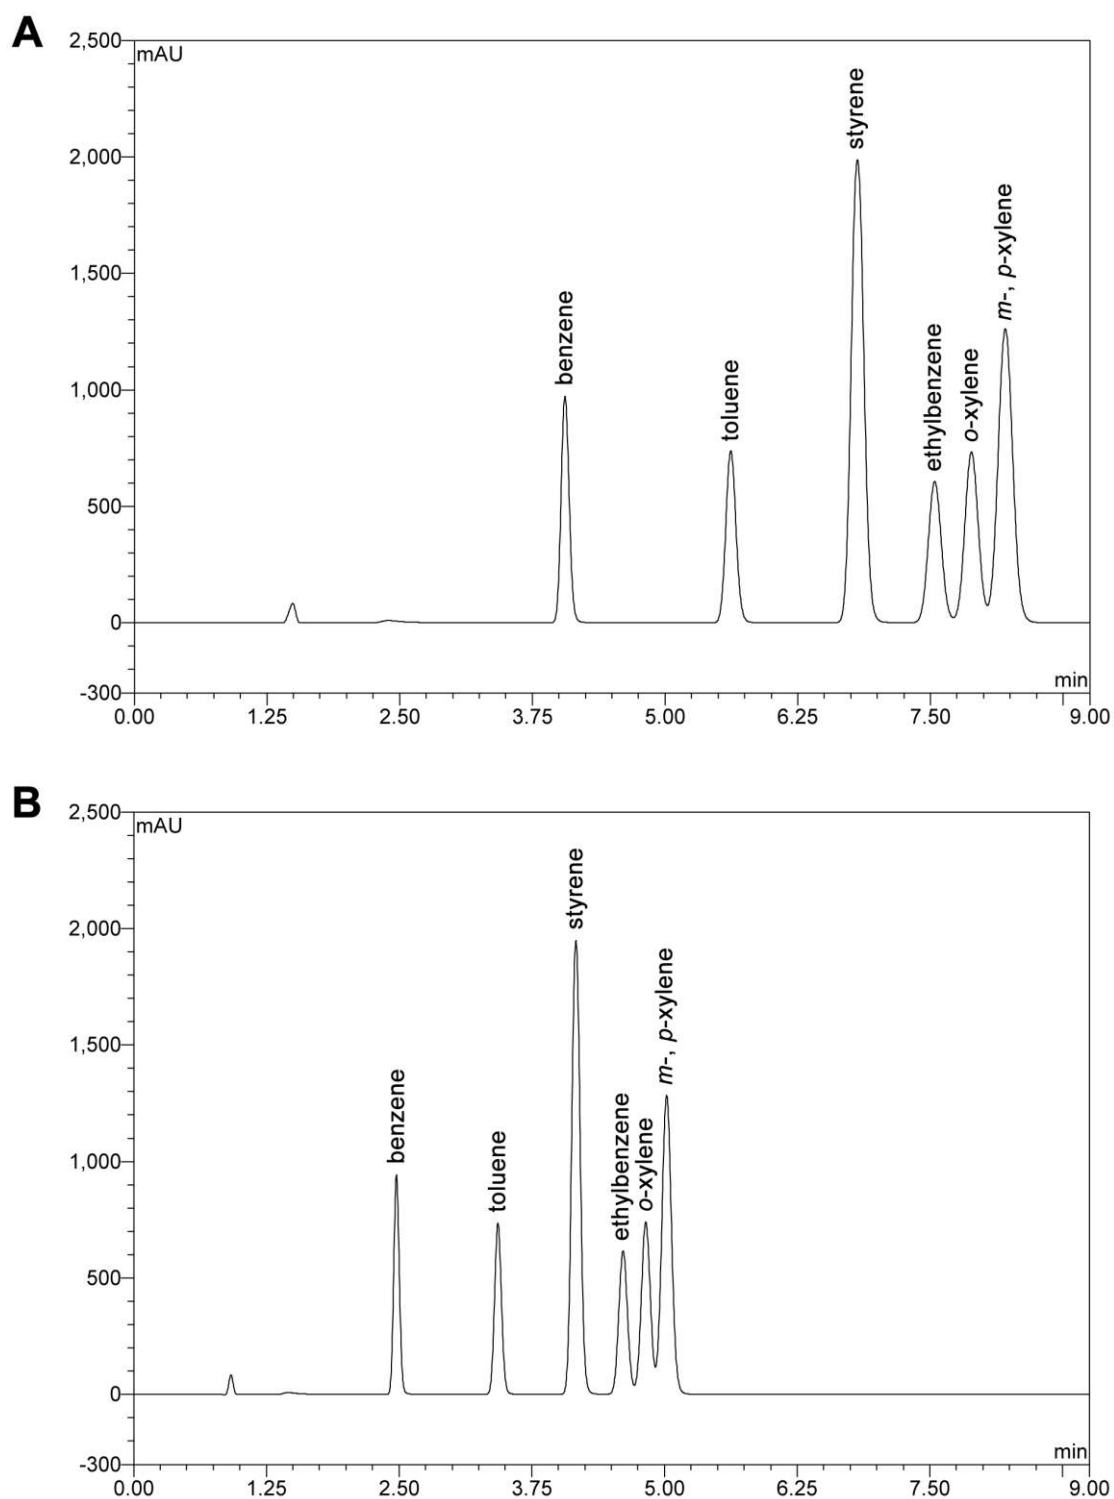 A
2,500
mAU
styrene
2,000
m-, p-xylene
1,500
benzene
ethylbenzene
o-xylene
toluene
1,000
500
0
min
-300
0.00 1.25 2.50 3.75 5.00 6.25 7.50 9.00
B
2,500
mAU
styrene
2,000
m-, p-xylene
1,500
benzene
ethylbenzene
o-xylene
toluene
1,000
500
0
min
-300
0.00 1.25 2.50 3.75 5.00 6.25 7.50 9.00